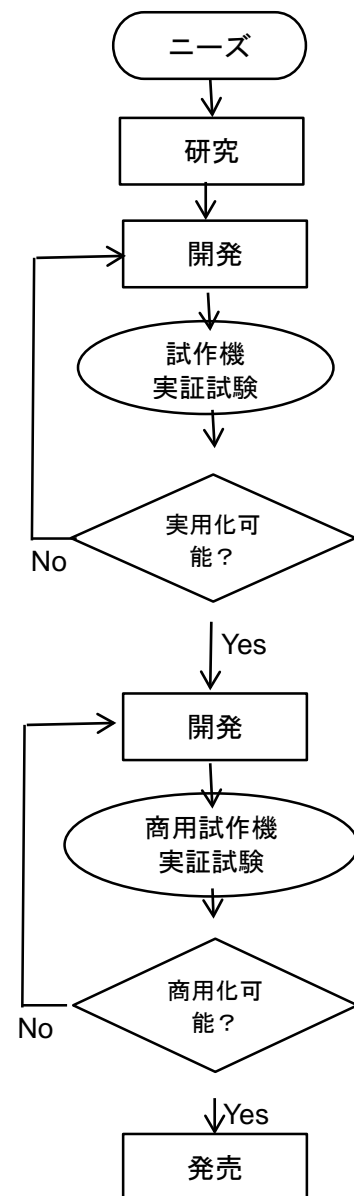 ニーズ
研究
開発
試作機
実証試験
実用化可
能？
No
Yes
開発
商用試作機
実証試験
商用化可
能？
No
Yes
発売